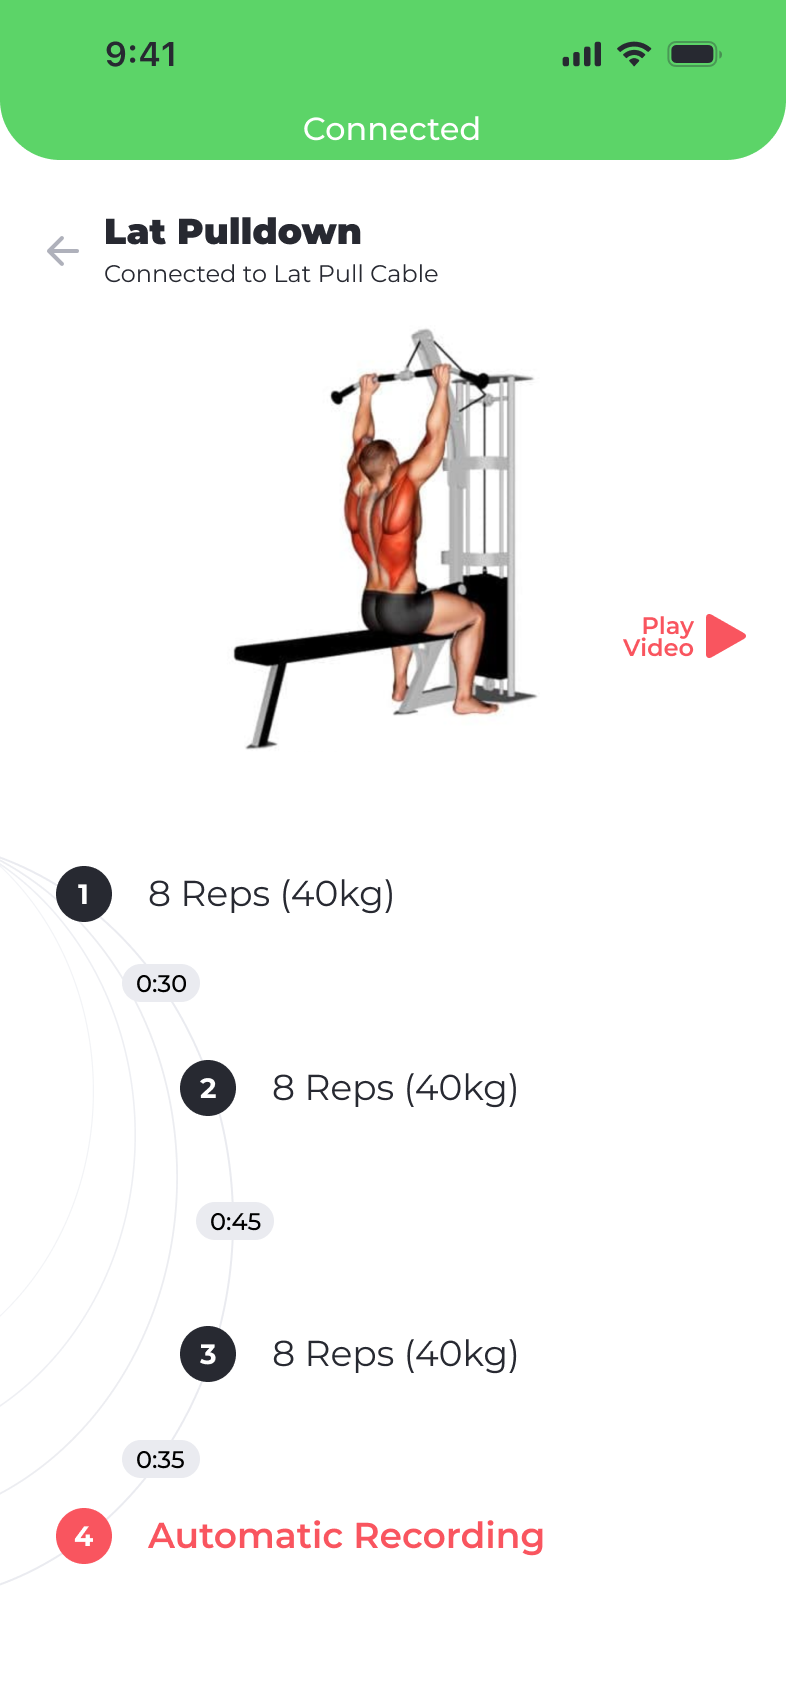 9:41
Connected
Lat Pulldown
Connected to Lat Pull Cable
Play
Video
1 8 Reps (40kg)
0:30
2 8 Reps (40kg)
0:45
3 8 Reps (40kg)
0:35
4 Automatic Recording